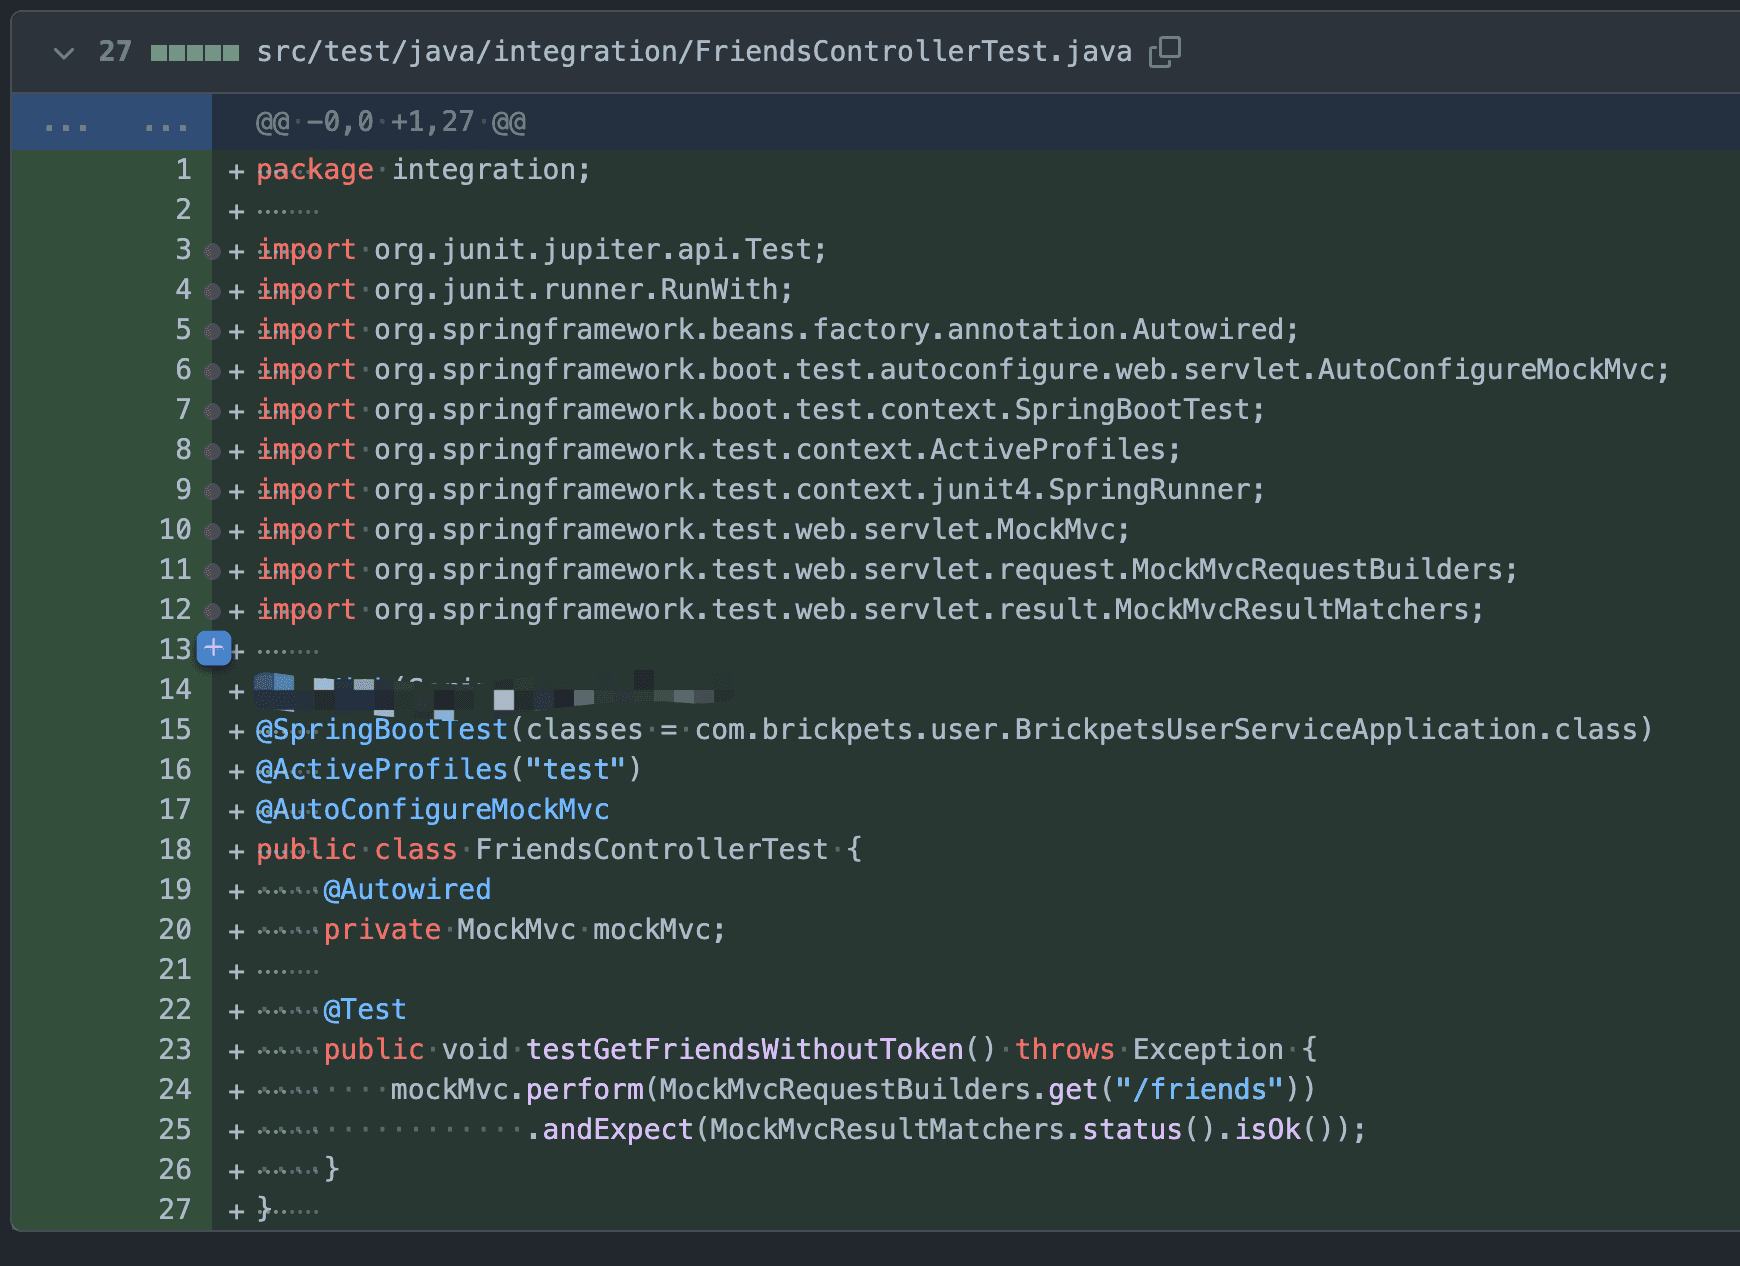 27 src/test/java/integration/FriendsControllerTest.java
... ... @@ -0,0 +1,27 @@
1 + package integration;
2 +
3 + import org.junit.jupiter.api.Test;
4 + import org.junit.runner.RunWith;
5 + import org.springframework.beans.factory.annotation.Autowired;
6 + import org.springframework.boot.test.autoconfigure.web.servlet.AutoConfigureMockMvc;
7 + import org.springframework.boot.test.context.SpringBootTest;
8 + import org.springframework.test.context.ActiveProfiles;
9 + import org.springframework.test.context.junit4.SpringRunner;
10 + import org.springframework.test.web.servlet.MockMvc;
11 + import org.springframework.test.web.servlet.request.MockMvcRequestBuilders;
12 + import org.springframework.test.web.servlet.result.MockMvcResultMatchers;
13 + +
14 +
15 + @SpringBootTest(classes = com.brickpets.user.BrickpetsUserServiceApplication.class)
16 + @ActiveProfiles("test")
17 + @AutoConfigureMockMvc
18 + public class FriendsControllerTest {
19 + @Autowired
20 + private MockMvc mockMvc;
21 +
22 + @Test
23 + public void testGetFriendsWithoutToken() throws Exception {
24 + mockMvc.perform(MockMvcRequestBuilders.get("/friends"))
25 + .andExpect(MockMvcResultMatchers.status().isOk());
26 + }
27 + }